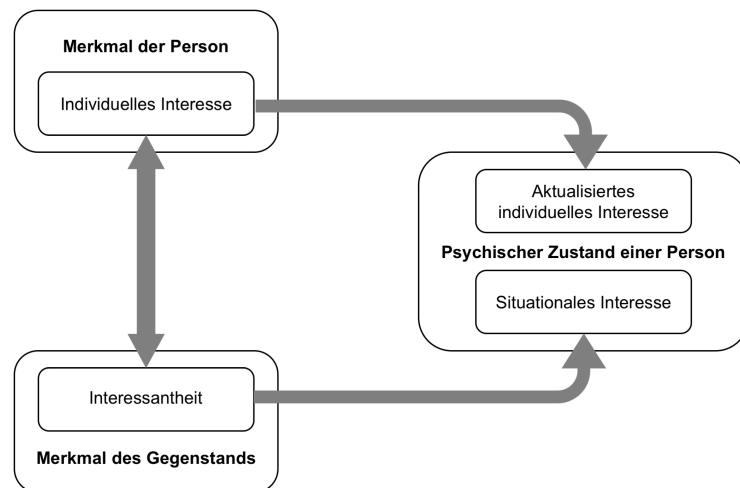 Merkmal der Person
Individuelles Interesse
Aktualisiertes
individuelles Interesse
Psychischer Zustand einer Person
Situationales Interesse
Interessantheit
Merkmal des Gegenstands